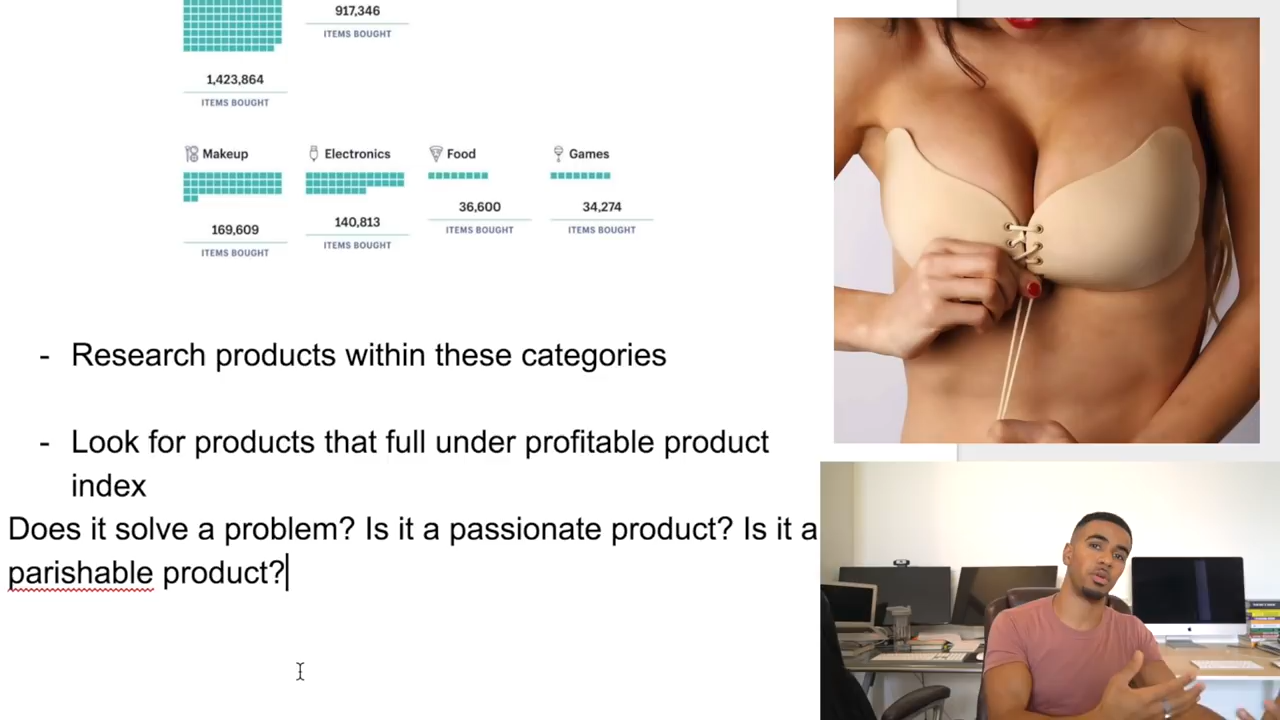 917,346
ITEMS BOUGHT
1,423,864
ITEMS BOUGHT
Makeup Electronics Food Games
169,609 140,813 36,600 34,274
ITEMS BOUGHT ITEMS BOUGHT ITEMS BOUGHT ITEMS BOUGHT
- Research products within these categories
- Look for products that full under profitable product
index
Does it solve a problem? Is it a passionate product? Is it a
parishable product?